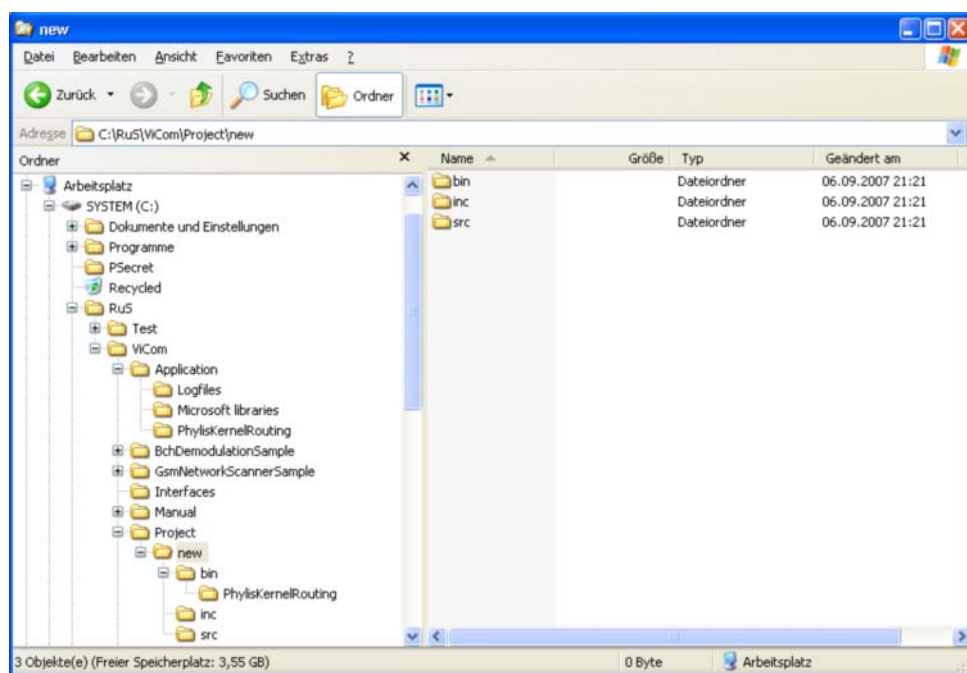 new
Datei Bearbeiten Ansicht Favoriten Extras ?
Zurück Suchen Ordner
Adresse C:\RuS\ViCom\Project\new
Ordner
Arbeitsplatz
SYSTEM (C:)
Dokumente und Einstellungen
Programme
PSecret
Recycled
RuS
Test
ViCom
Application
Logfiles
Microsoft libraries
PhylisKernelRouting
BchDemodulationSample
GsmNetworkScannerSample
Interfaces
Manual
Project
new
bin
PhylisKernelRouting
inc
src
Name Größe Typ Geändert am
bin Dateiordner 06.09.2007 21:21
inc Dateiordner 06.09.2007 21:21
src Dateiordner 06.09.2007 21:21
3 Objekte(e) (Freier Speicherplatz: 3,55 GB) 0 Byte Arbeitsplatz